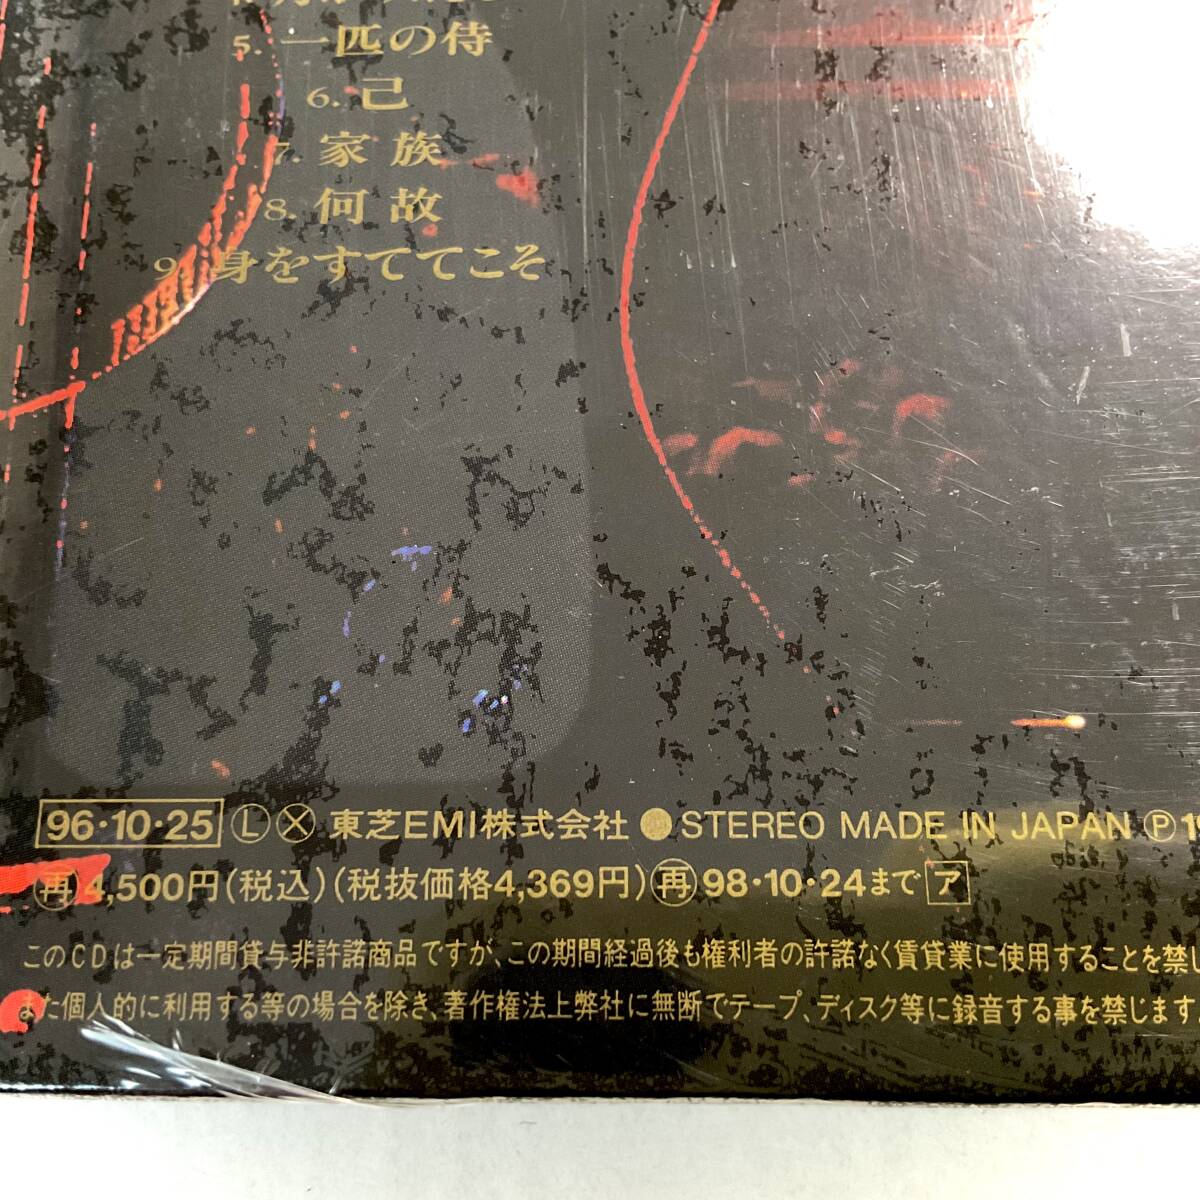 5. 一匹の侍
6. 己
7. 家族
8. 何故
9. 身をすててこそ
96・10・25 Ⓛ Ⓧ 東芝EMI株式会社 ●STEREO MADE IN JAPAN Ⓟ19
㊢4,500円(税込)(税抜価格4,369円)(再)98・10・24まで ア
このCDは一定期間貸与非許諾商品ですが、この期間経過後も権利者の許諾なく賃貸業に使用することを禁じ
また個人的に利用する等の場合を除き、著作権法上弊社に無断でテープ、ディスク等に録音する事を禁じます。